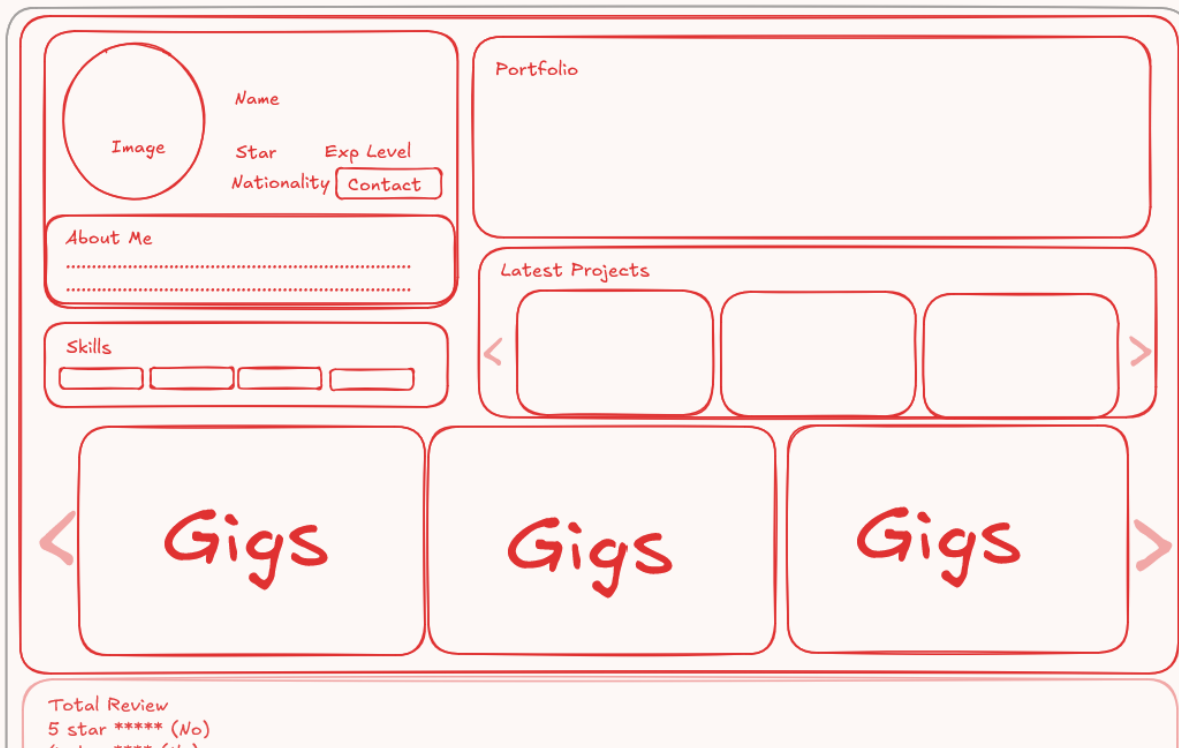 Image
Name
Star Exp Level
Nationality Contact
About Me
Skills
Portfolio
Latest Projects
< >
< Gigs Gigs Gigs >
Total Review
5 star ***** (No)